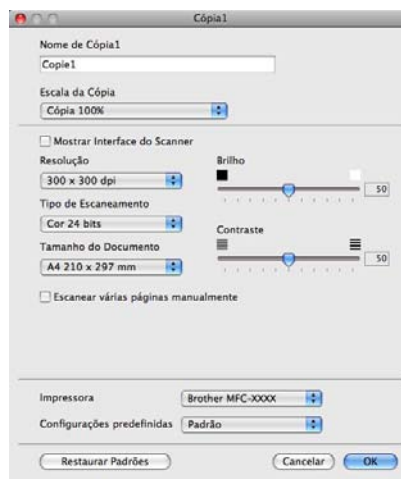 Cópia1
Nome de Cópia1
Copie1
Escala da Cópia
Cópia 100%
Mostrar Interface do Scanner
Resolução
300 x 300 dpi
Brilho
50
Tipo de Escaneamento
Cor 24 bits
Contraste
50
Tamanho do Documento
A4 210 x 297 mm
Escanear várias páginas manualmente
Impressora
Brother MFC-XXXX
Configurações predefinidas
Padrão
Restaurar Padrões
Cancelar
OK